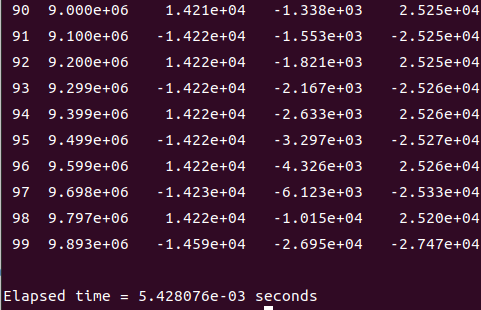 90 9.000e+06 1.421e+04 -1.338e+03 2.525e+04
91 9.100e+06 -1.422e+04 -1.553e+03 -2.525e+04
92 9.200e+06 1.422e+04 -1.821e+03 2.525e+04
93 9.299e+06 -1.422e+04 -2.167e+03 -2.526e+04
94 9.399e+06 1.422e+04 -2.633e+03 2.526e+04
95 9.499e+06 -1.422e+04 -3.297e+03 -2.527e+04
96 9.599e+06 1.422e+04 -4.326e+03 2.526e+04
97 9.698e+06 -1.423e+04 -6.123e+03 -2.533e+04
98 9.797e+06 1.422e+04 -1.015e+04 2.520e+04
99 9.893e+06 -1.459e+04 -2.695e+04 -2.747e+04
Elapsed time = 5.428076e-03 seconds